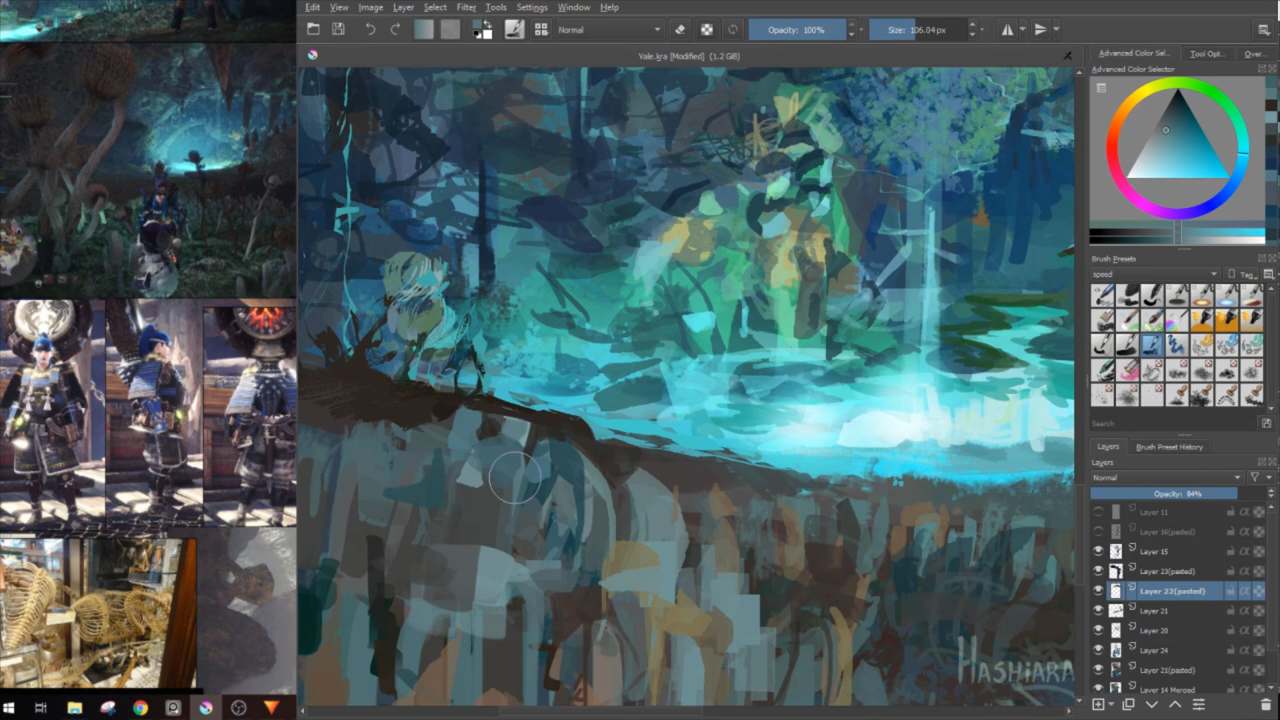 Edit View Image Layer Select Filter Tools Settings Window Help
Normal
Opacity: 100%
Size: 106.04 px
Vale.kra [Modified] (1.2 GiB)
Advanced Color Sel... Tool Opt... Over...
Advanced Color Selector
Brush Presets
speed
Tag
Search
Layers Brush Preset History
Layers
Normal
Opacity: 84%
Layer 11
Layer 16(pasted)
Layer 15
Layer 23(pasted)
Layer 22(pasted)
Layer 21
Layer 20
Layer 24
Layer 21(pasted)
Layer 14 Merged
HASHIARA